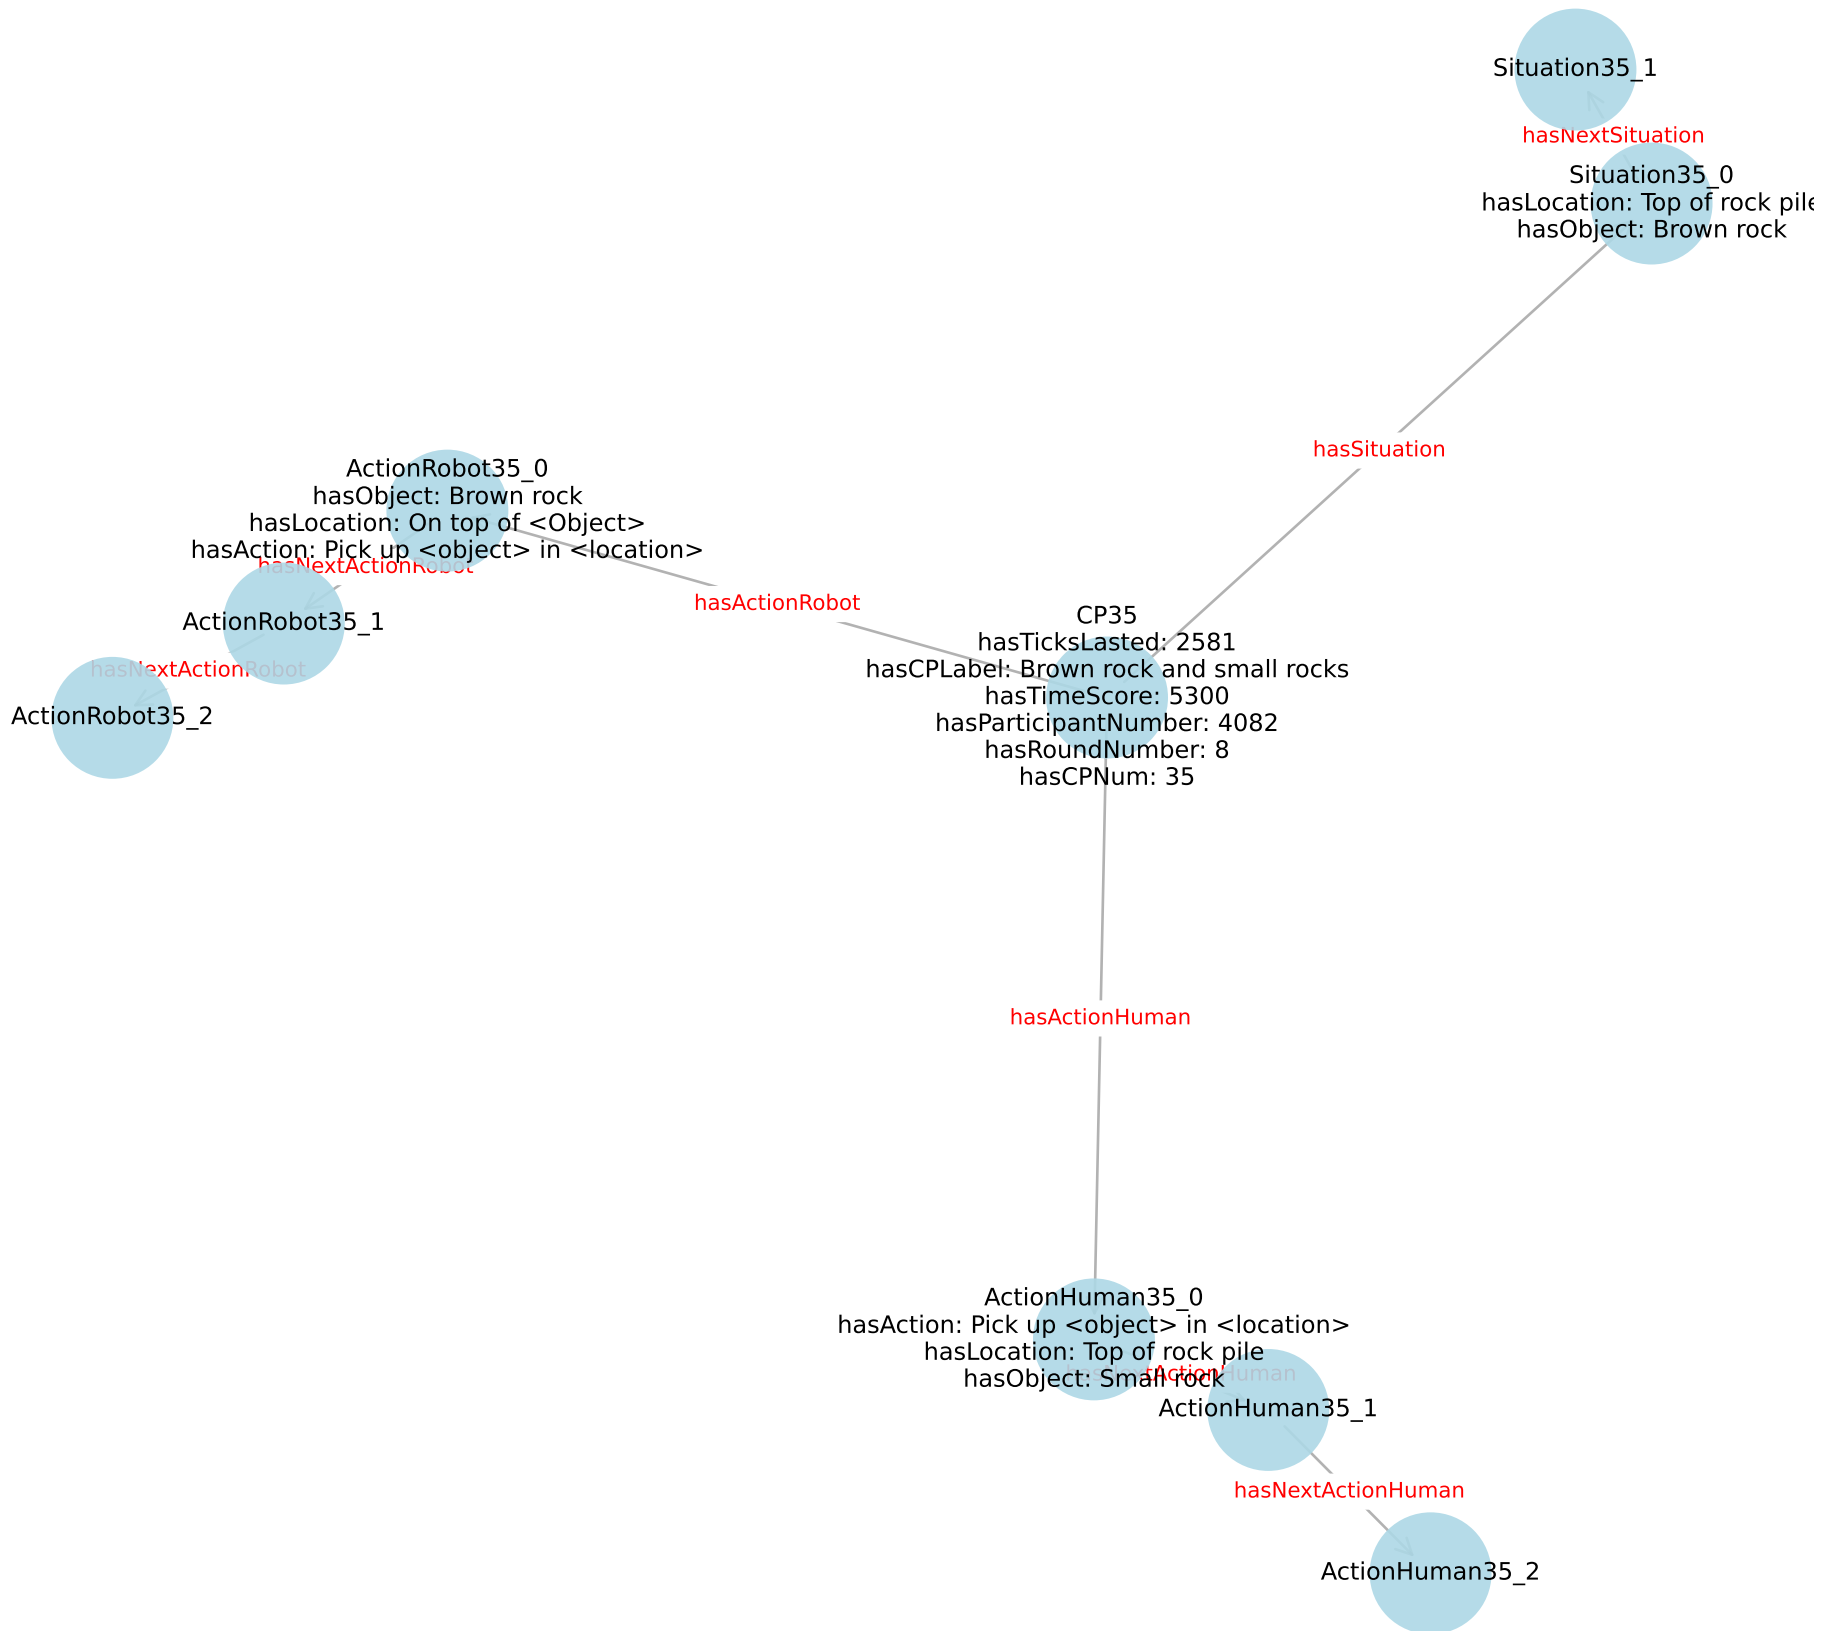 Situation35_1
hasNextSituation
Situation35_0
hasLocation: Top of rock pile
hasObject: Brown rock
hasSituation
ActionRobot35_0
hasObject: Brown rock
hasLocation: On top of <Object>
hasAction: Pick up <object> in <location>
hasNextActionRobot
ActionRobot35_1
hasNextActionRobot
ActionRobot35_2
hasActionRobot
CP35
hasTicksLasted: 2581
hasCPLabel: Brown rock and small rocks
hasTimeScore: 5300
hasParticipantNumber: 4082
hasRoundNumber: 8
hasCPNum: 35
hasActionHuman
ActionHuman35_0
hasAction: Pick up <object> in <location>
hasLocation: Top of rock pile
hasObject: Small rock
hasNextActionHuman
ActionHuman35_1
hasNextActionHuman
ActionHuman35_2